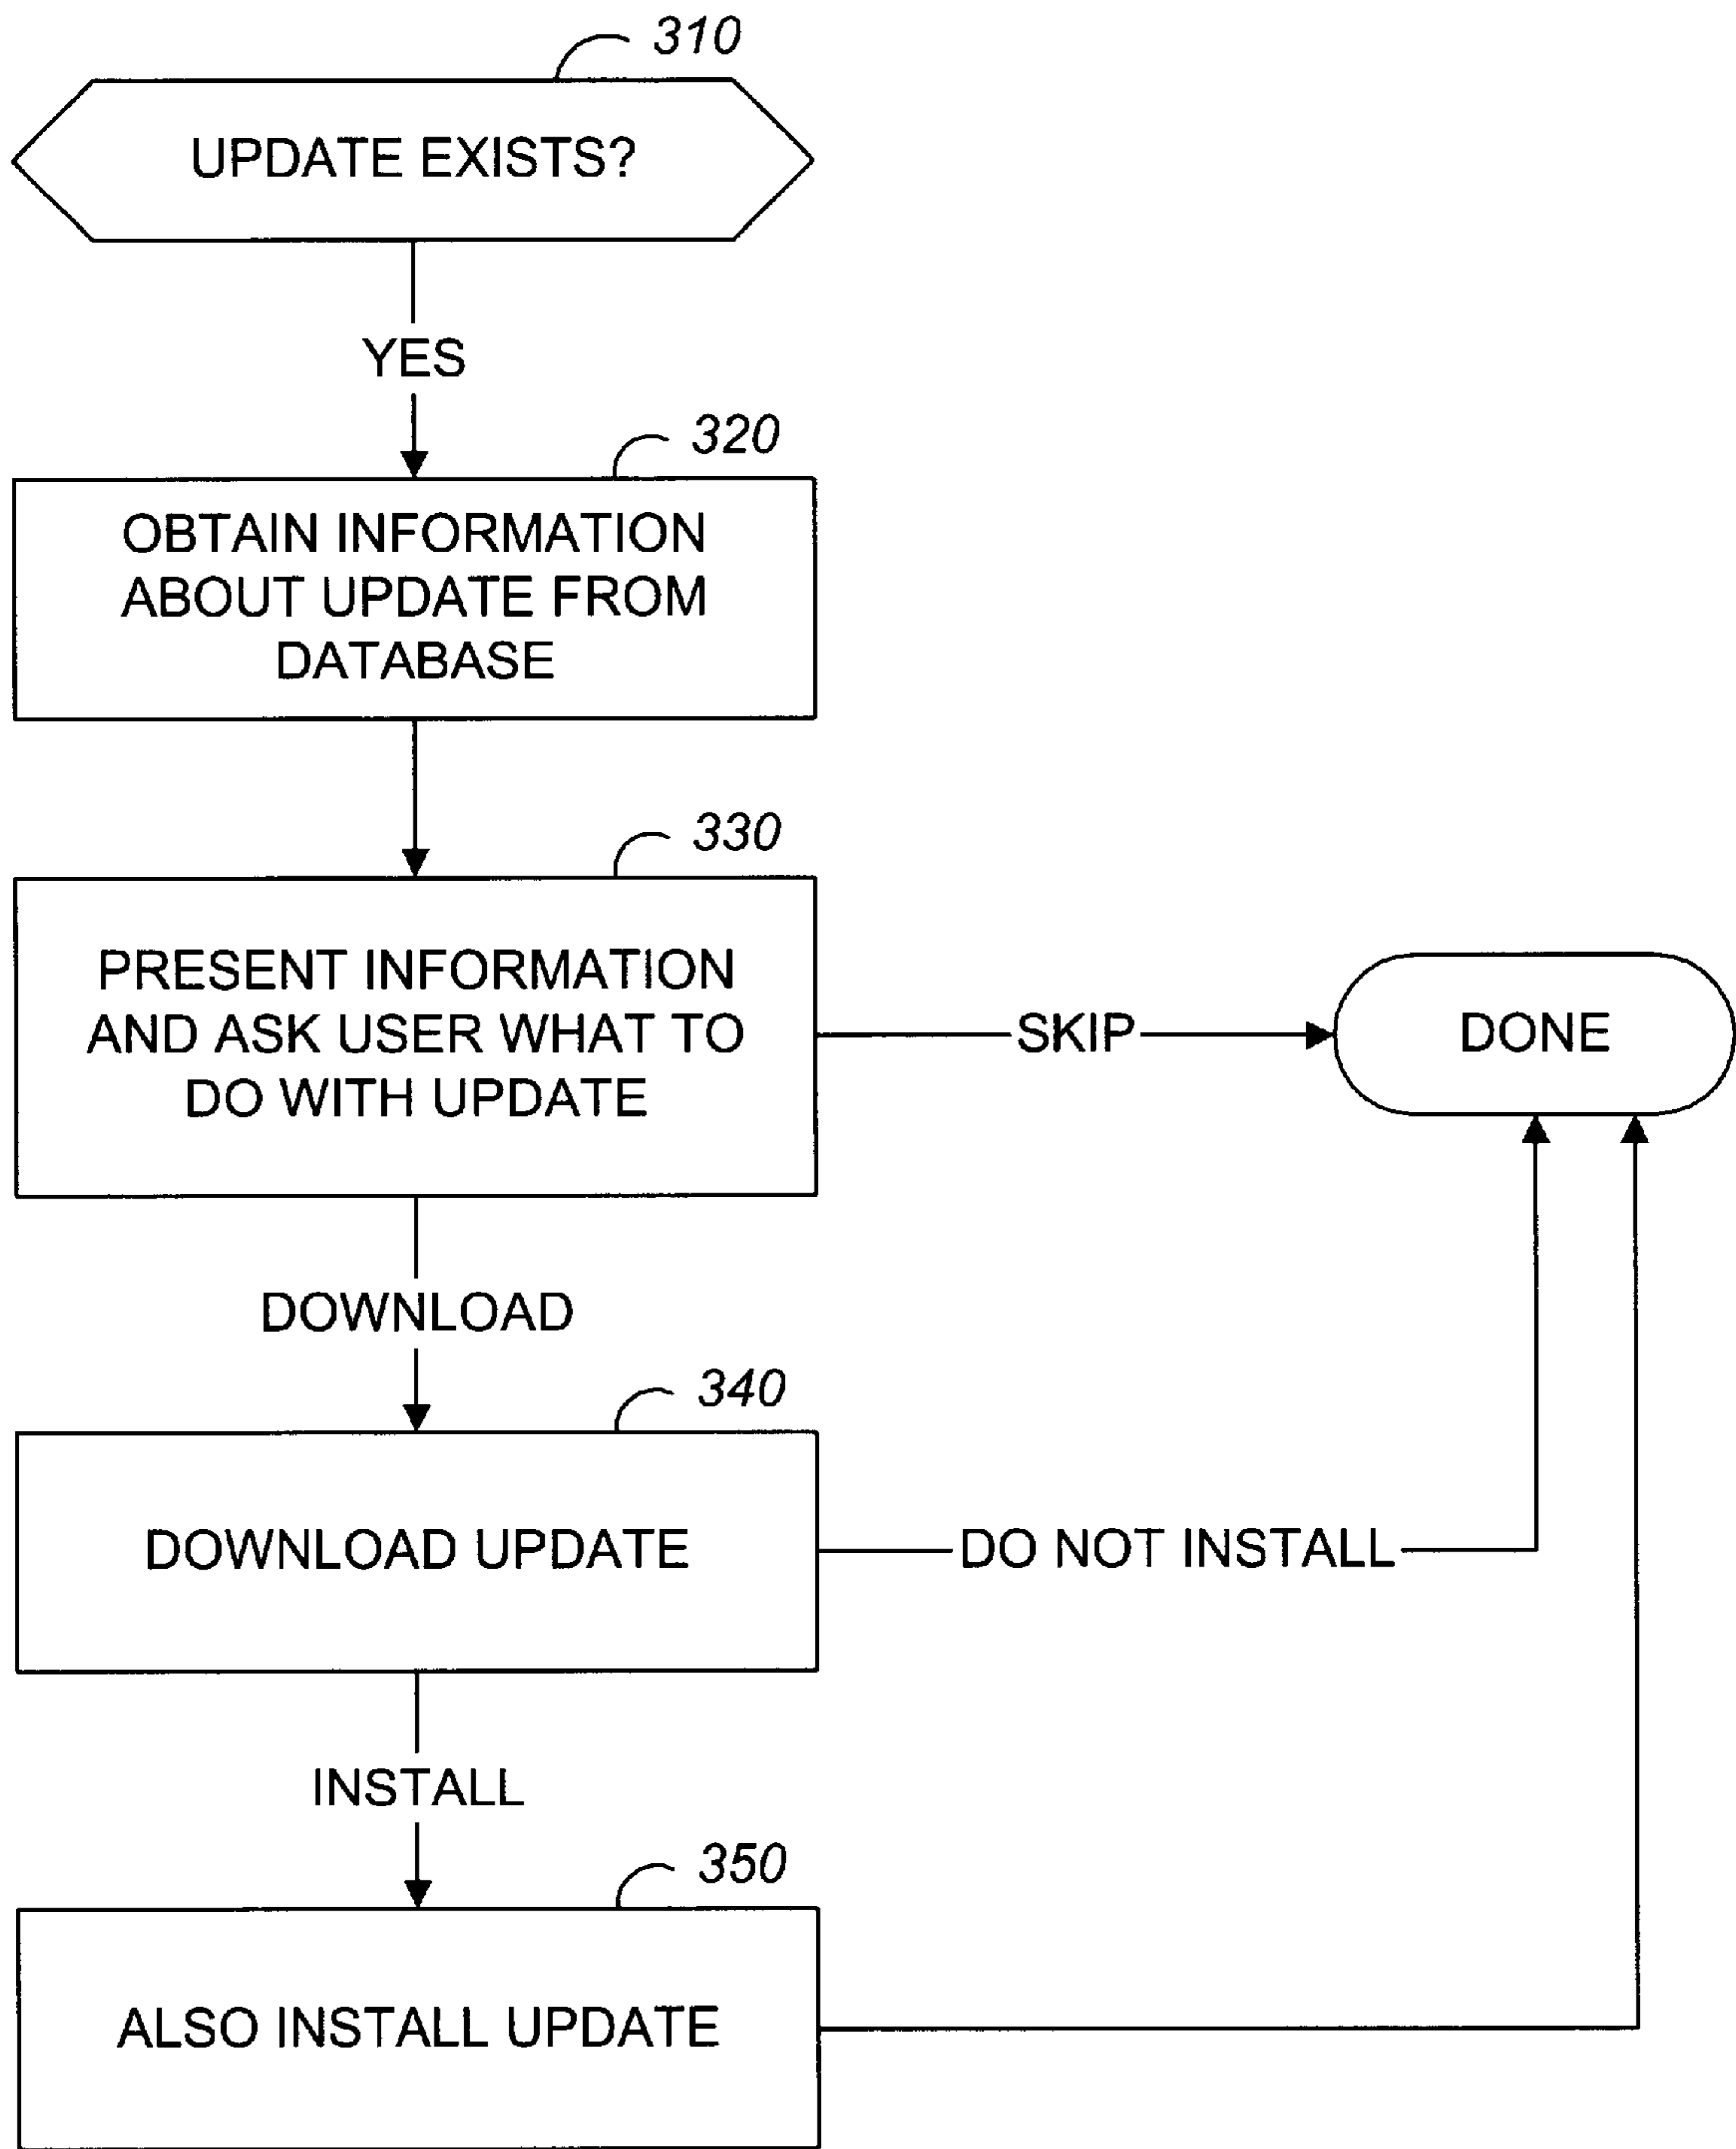 310
UPDATE EXISTS?
YES
320
OBTAIN INFORMATION
ABOUT UPDATE FROM
DATABASE
330
PRESENT INFORMATION
AND ASK USER WHAT TO
DO WITH UPDATE
SKIP
DONE
DOWNLOAD
340
DOWNLOAD UPDATE
DO NOT INSTALL
INSTALL
350
ALSO INSTALL UPDATE